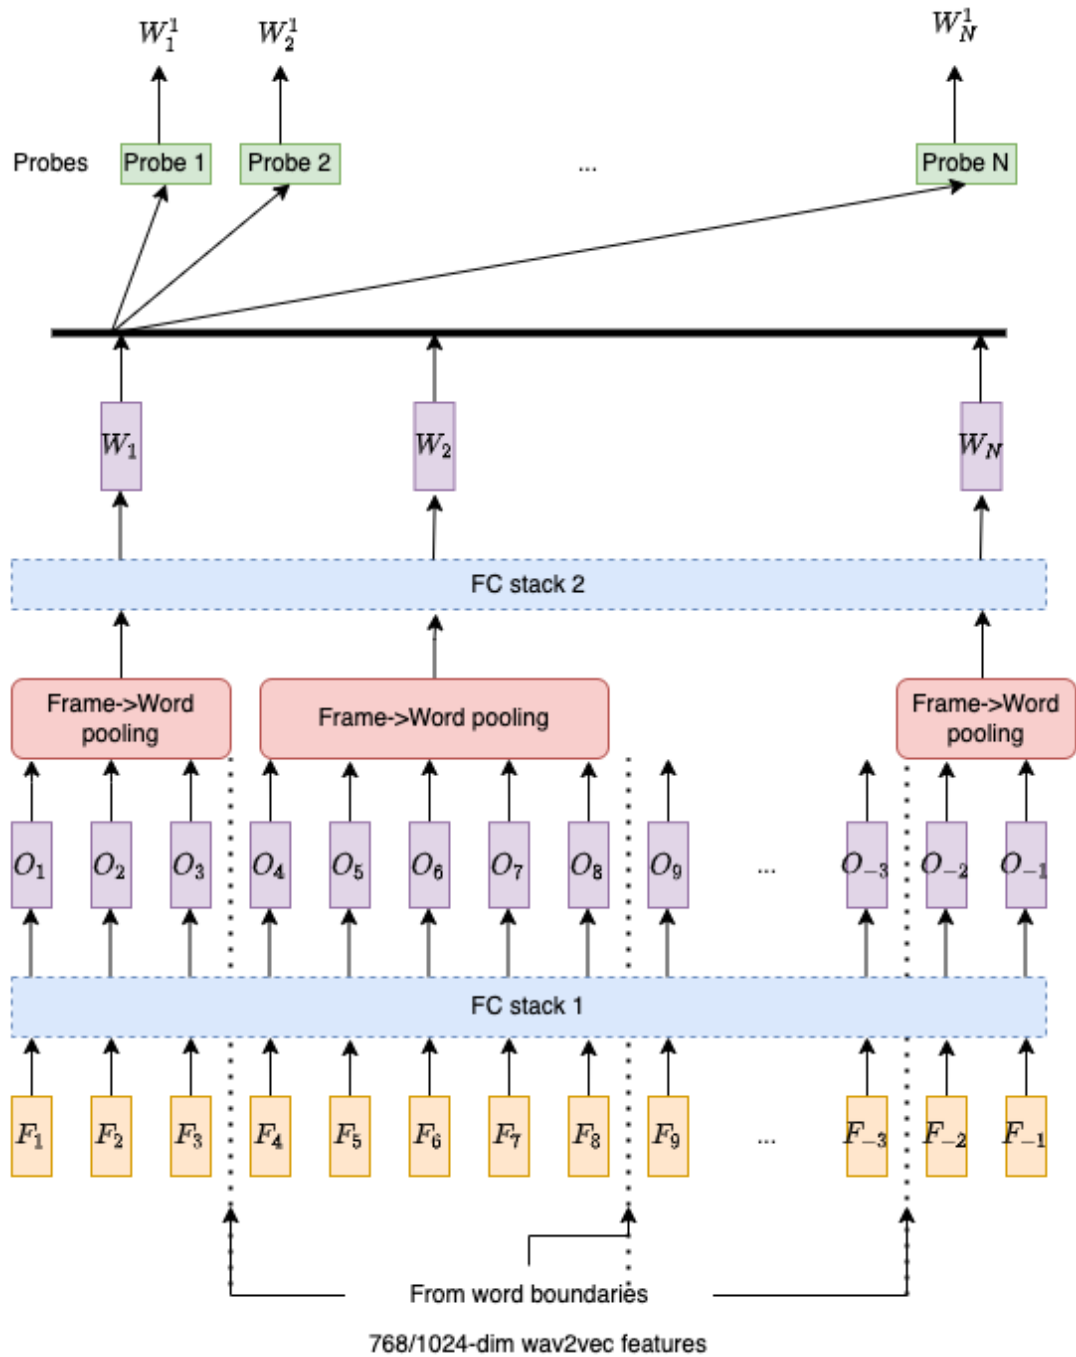 W_1^1 W_2^1 W_N^1
Probes Probe 1 Probe 2 ... Probe N
W_1 W_2 W_N
FC stack 2
Frame->Word
pooling
Frame->Word pooling
Frame->Word
pooling
O_1 O_2 O_3 O_4 O_5 O_6 O_7 O_8 O_9 ... O_{-3} O_{-2} O_{-1}
FC stack 1
F_1 F_2 F_3 F_4 F_5 F_6 F_7 F_8 F_9 ... F_{-3} F_{-2} F_{-1}
From word boundaries
768/1024-dim wav2vec features